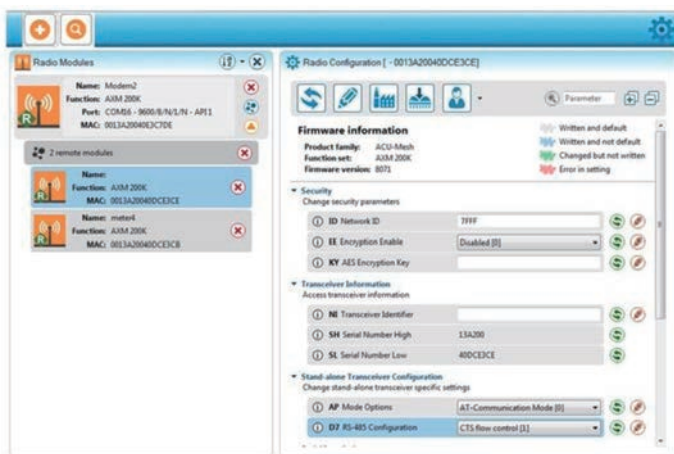 Radio Modules
Name: Modem2
Function: AXM 200K
Port: COM16 - 9600/8/N/1/N - API 1
MAC: 0013A20040E3C7DE
2 remote modules
Name:
Function: AXM 200K
MAC: 0013A20040DCE3CE
Name: meter4
Function: AXM 200K
MAC: 0013A20040DCE3CB
Radio Configuration [ - 0013A20040DCE3CE]
Parameter
Firmware information
Product family: ACU-Mesh
Function set: AXM 200K
Firmware version: 8071
Written and default
Written and not default
Changed but not written
Error in setting
Security
Change security parameters
ID Network ID 7FFF
EE Encryption Enable Disabled [0]
KY AES Encryption Key
Transceiver Information
Access transceiver information
NI Transceiver Identifier
SH Serial Number High 13A200
SL Serial Number Low 40DCE3CE
Stand-alone Transceiver Configuration
Change stand-alone transceiver specific settings
AP Mode Options AT-Communication Mode [0]
D7 RS-485 Configuration CTS flow control [1]